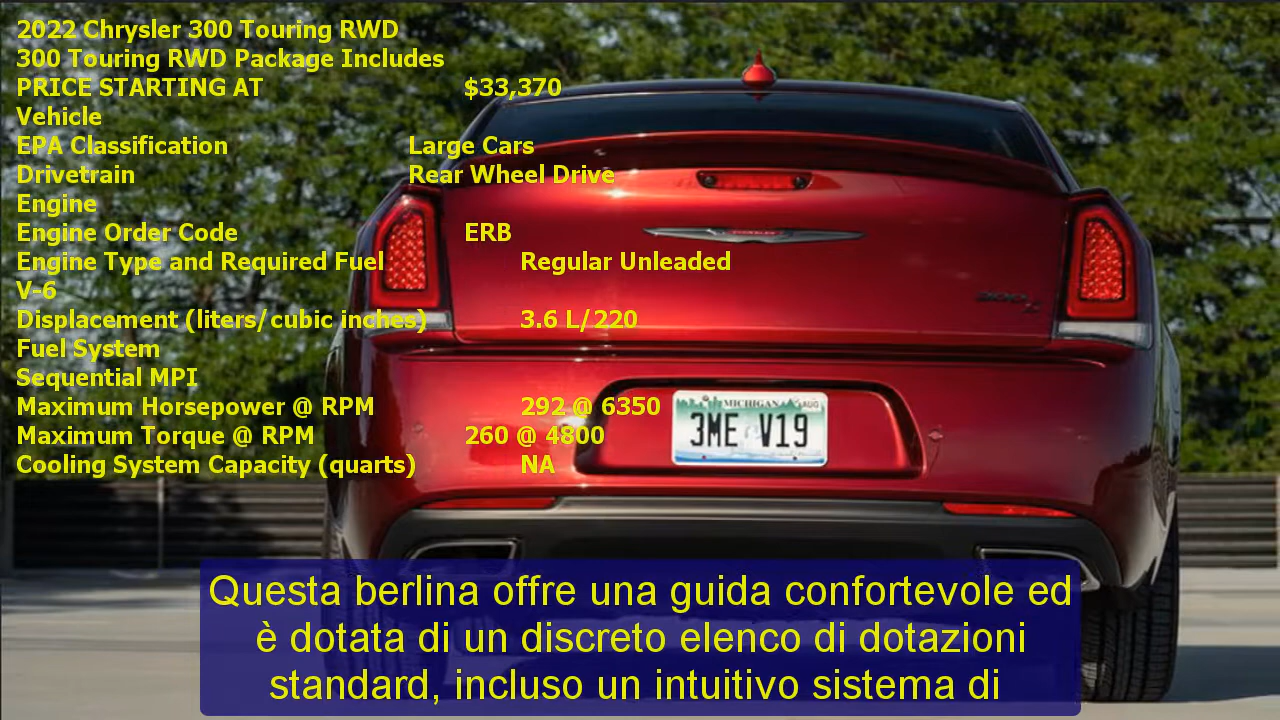 2022 Chrysler 300 Touring RWD
300 Touring RWD Package Includes
PRICE STARTING AT $33,370
Vehicle
EPA Classification Large Cars
Drivetrain Rear Wheel Drive
Engine
Engine Order Code ERB
Engine Type and Required Fuel Regular Unleaded
V-6
Displacement (liters/cubic inches) 3.6 L/220
Fuel System
Sequential MPI
Maximum Horsepower @ RPM 292 @ 6350
Maximum Torque @ RPM 260 @ 4800
Cooling System Capacity (quarts) NA
MICHIGAN AUG
3ME V19
Questa berlina offre una guida confortevole ed
è dotata di un discreto elenco di dotazioni
standard, incluso un intuitivo sistema di